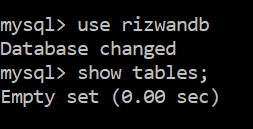 mysql> use rizwandb
Database changed
mysql> show tables;
Empty set (0.00 sec)